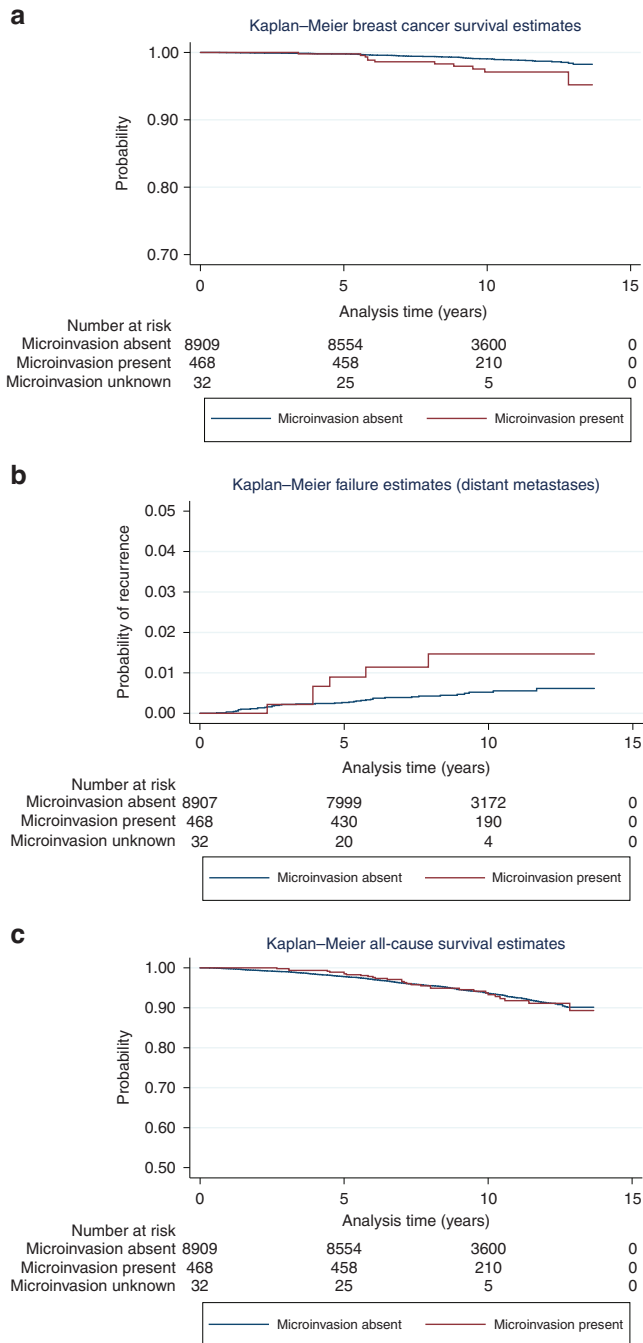 a
Kaplan–Meier breast cancer survival estimates
1.00
0.90
0.80
0.70
Probability
0 5 10 15
Analysis time (years)
Number at risk
Microinvasion absent 8909 8554 3600 0
Microinvasion present 468 458 210 0
Microinvasion unknown 32 25 5 0
Microinvasion absent Microinvasion present
b
Kaplan–Meier failure estimates (distant metastases)
0.05
0.04
0.03
0.02
0.01
0.00
Probability of recurrence
0 5 10 15
Analysis time (years)
Number at risk
Microinvasion absent 8907 7999 3172 0
Microinvasion present 468 430 190 0
Microinvasion unknown 32 20 4 0
Microinvasion absent Microinvasion present
c
Kaplan–Meier all-cause survival estimates
1.00
0.90
0.80
0.70
0.60
0.50
Probability
0 5 10 15
Analysis time (years)
Number at risk
Microinvasion absent 8909 8554 3600 0
Microinvasion present 468 458 210 0
Microinvasion unknown 32 25 5 0
Microinvasion absent Microinvasion present